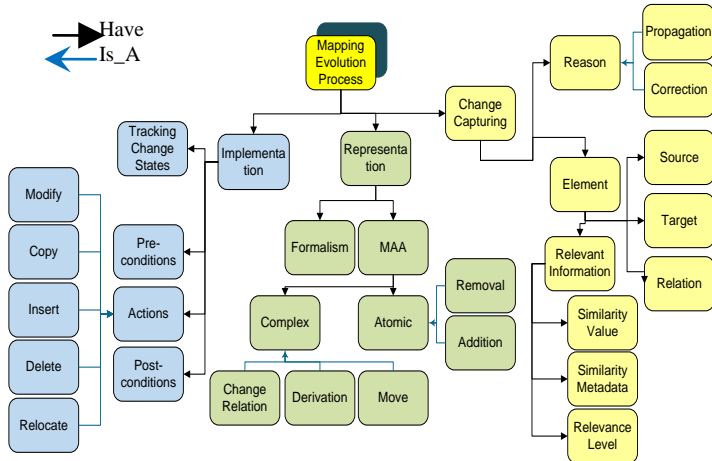 Have
Is_A
Mapping
Evolution
Process
Propagation
Reason
Correction
Change
Capturing
Tracking
Change
States
Implementa
tion
Representa
tion
Source
Element
Modify
Target
Copy
Pre-
conditions
Formalism
MAA
Relevant
Information
Relation
Removal
Insert
Actions
Complex
Atomic
Similarity
Value
Addition
Delete
Post-
conditions
Similarity
Metadata
Change
Relation
Derivation
Move
Relocate
Relevance
Level